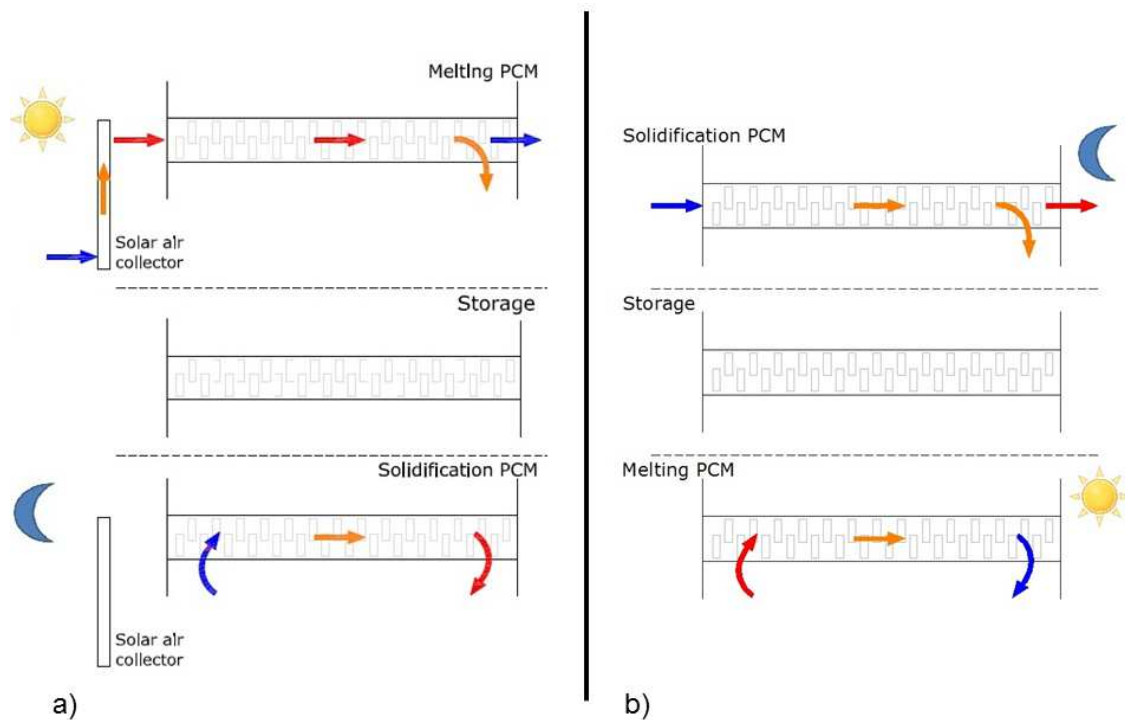 Melting PCM
Solar air
collector
Storage
Solidification PCM
Solar air
collector
a)
Solidification PCM
Storage
Melting PCM
b)